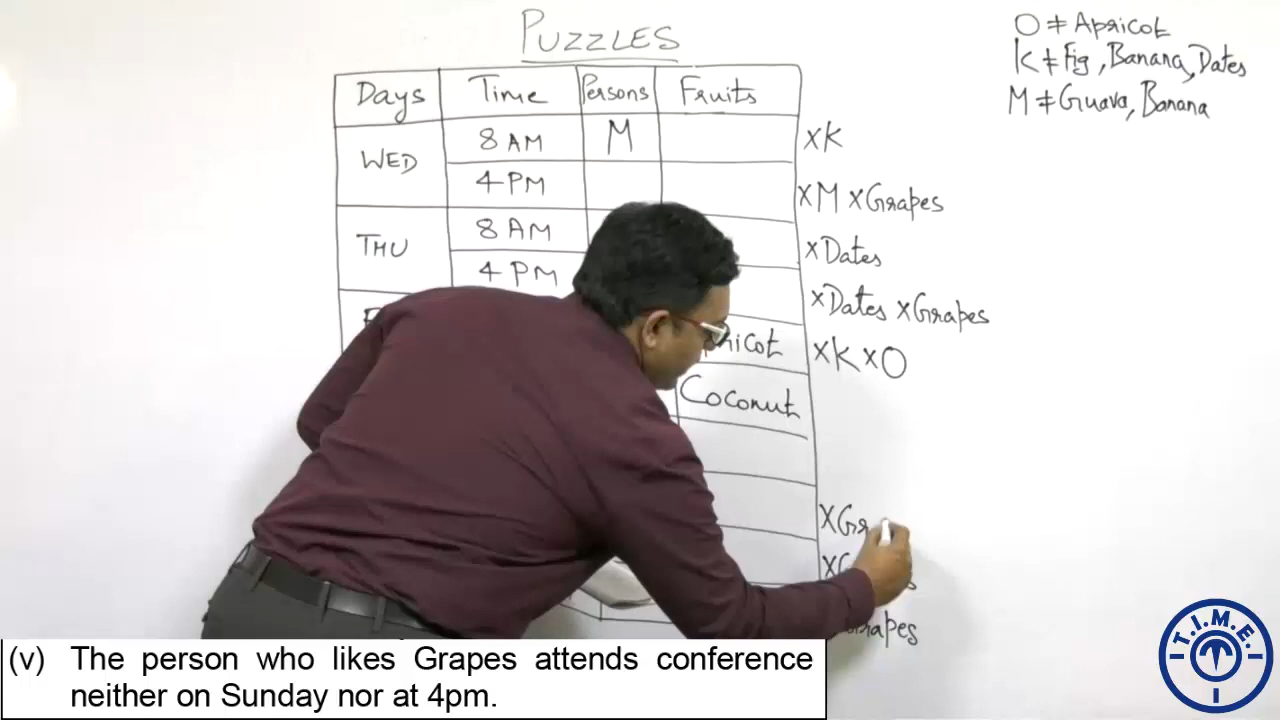 PUZZLES
O ≠ Apricot
K ≠ Fig, Banana, Dates
M ≠ Guava, Banana
Days Time Persons Fruits
WED 8 AM M xK
4 PM xM xGrapes
THU 8 AM xDates
4 PM xDates xGrapes
xK xO
Coconut
(v) The person who likes Grapes attends conference
neither on Sunday nor at 4pm.
T.I.M.E.